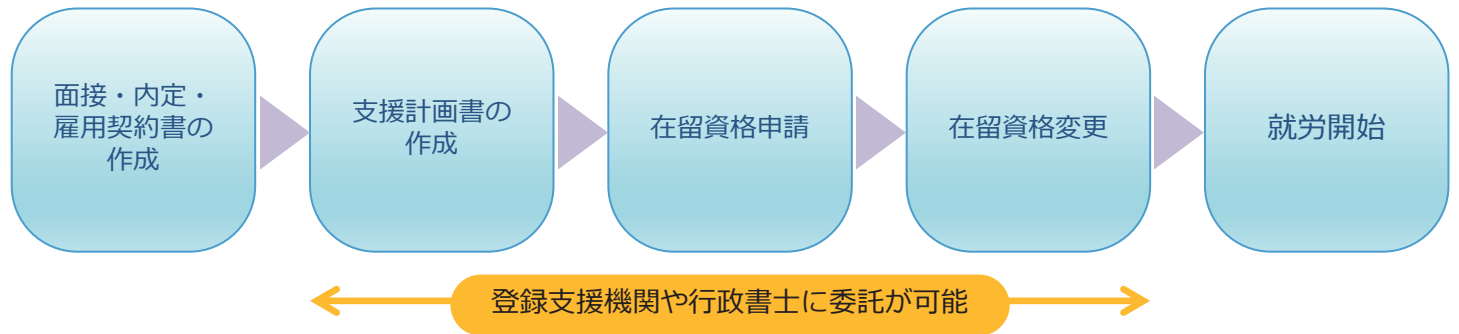 面接・内定・
雇用契約書の
作成
支援計画書の
作成
在留資格申請
在留資格変更
就労開始
登録支援機関や行政書士に委託が可能